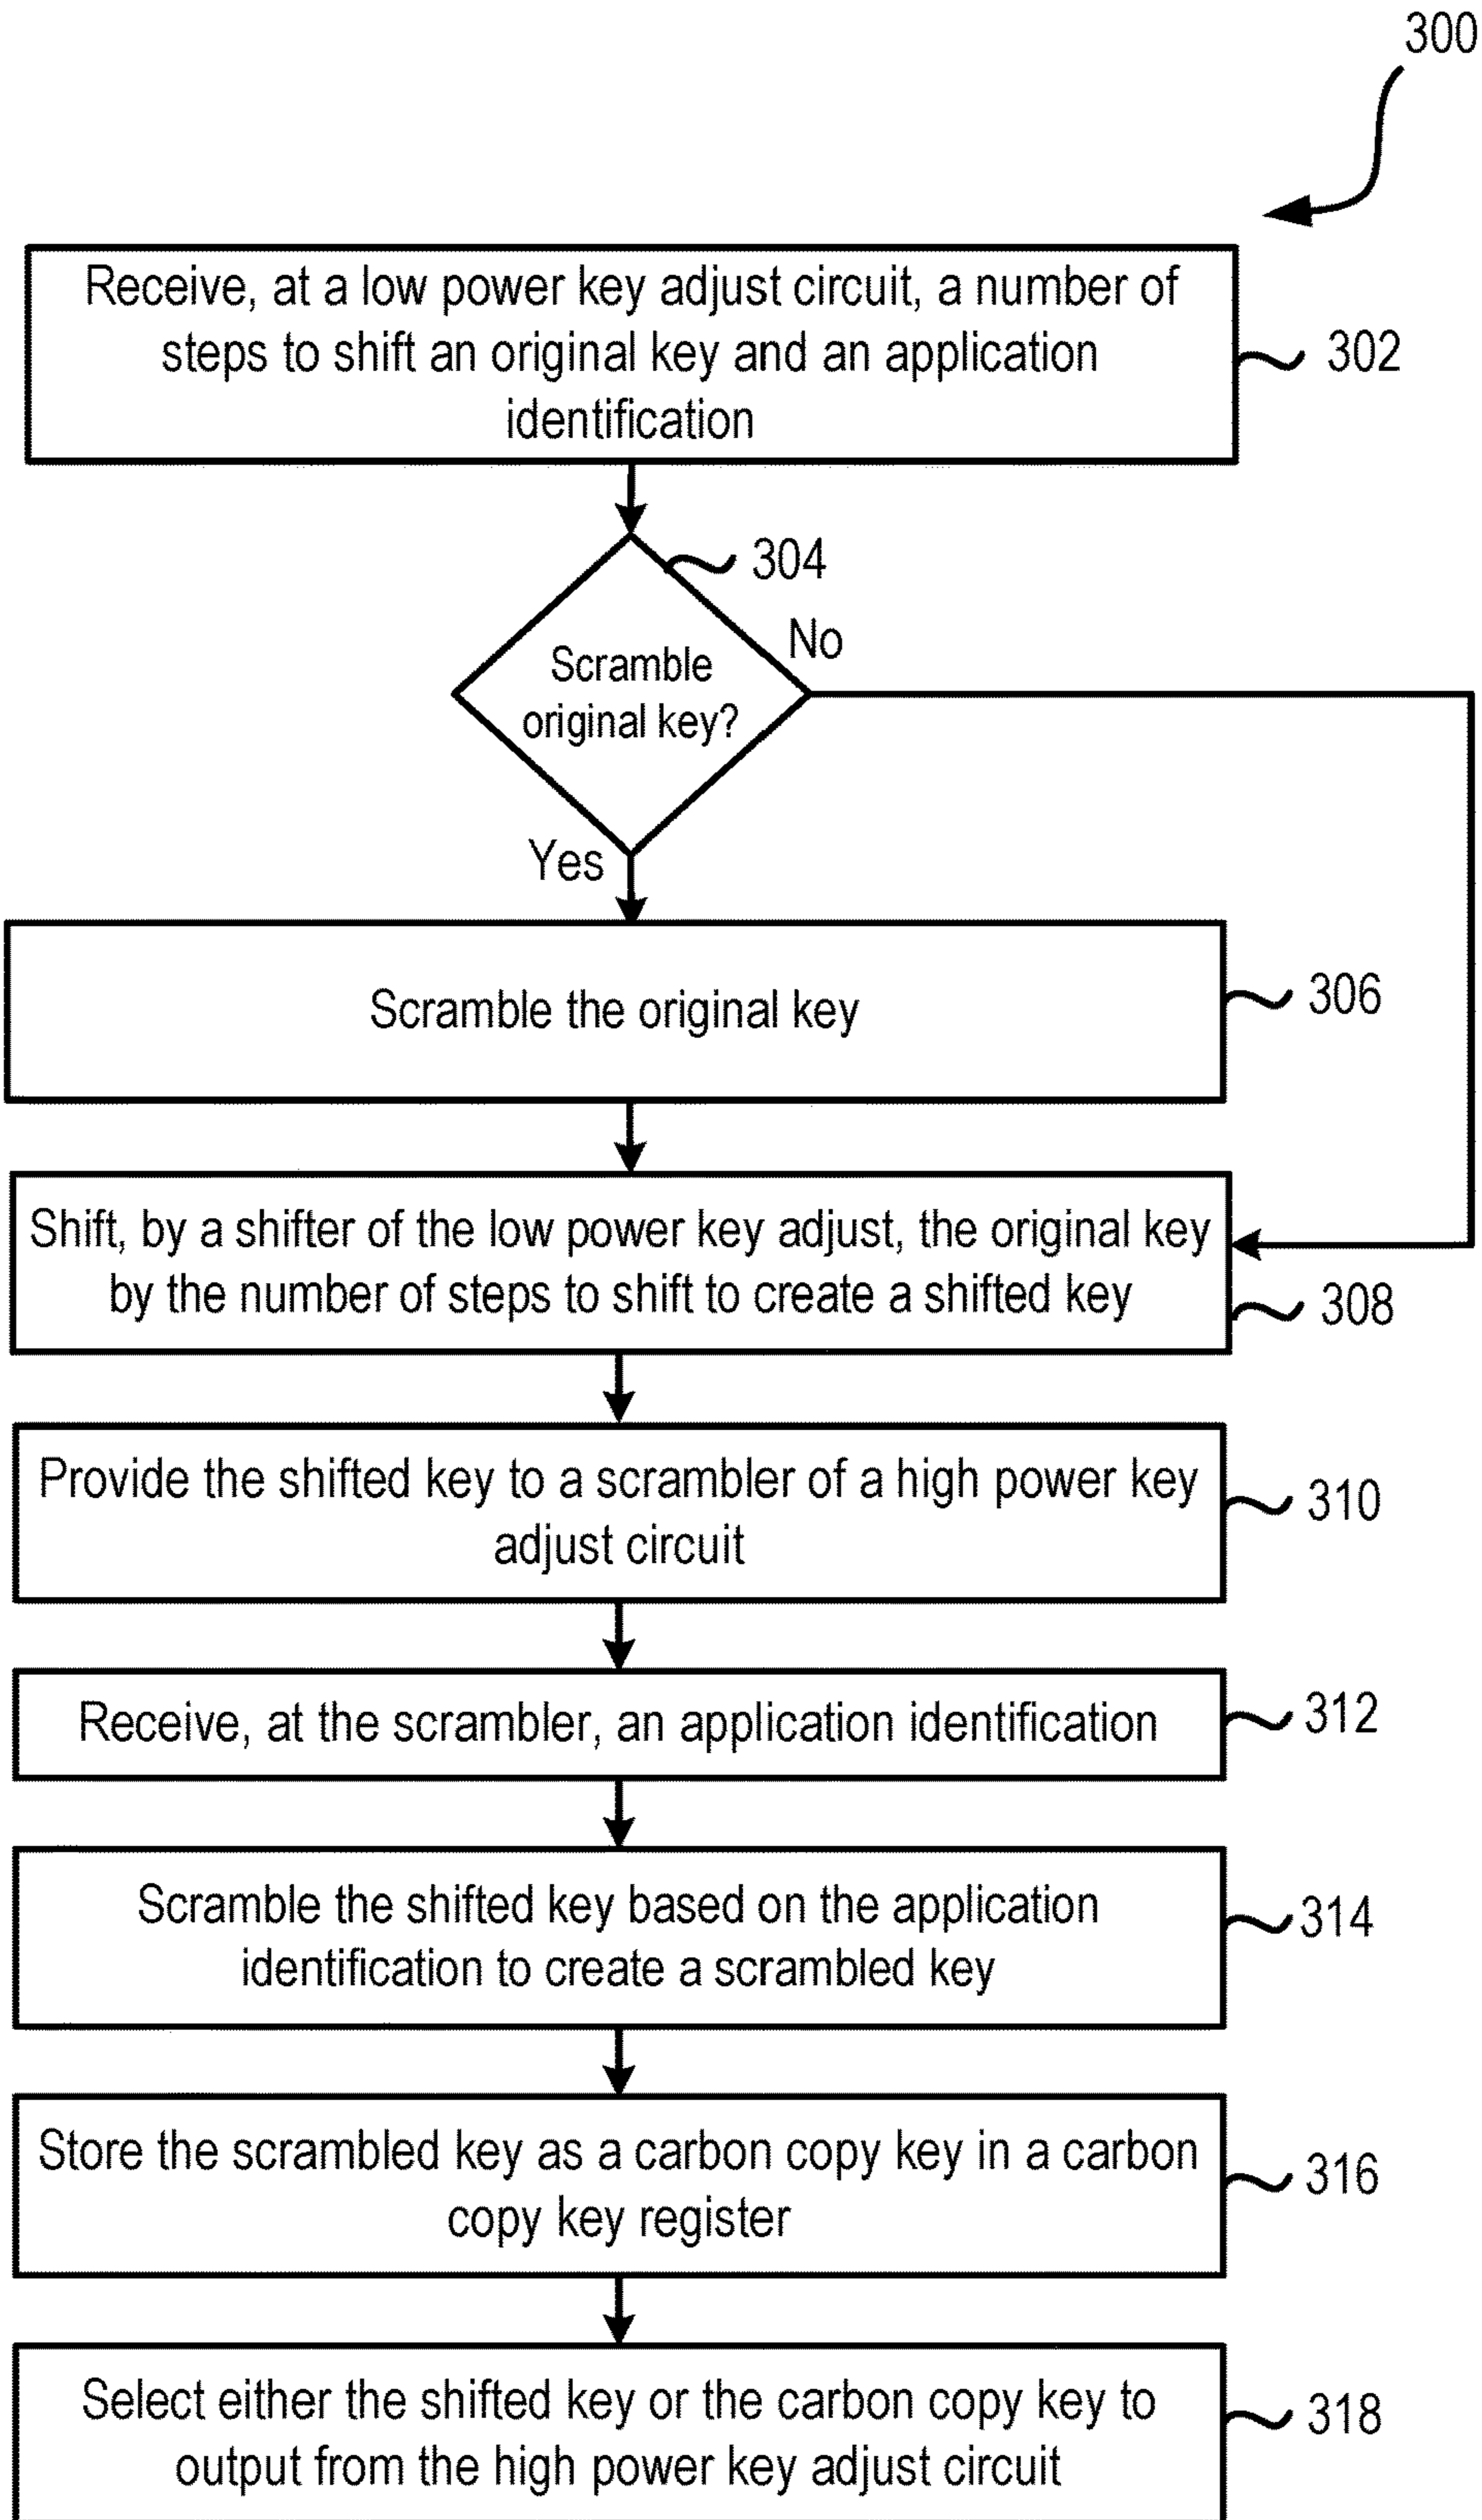 300
Receive, at a low power key adjust circuit, a number of
steps to shift an original key and an application
identification
302
304
No
Scramble
original key?
Yes
Scramble the original key
306
Shift, by a shifter of the low power key adjust, the original key
by the number of steps to shift to create a shifted key
308
Provide the shifted key to a scrambler of a high power key
adjust circuit
310
Receive, at the scrambler, an application identification
312
Scramble the shifted key based on the application
identification to create a scrambled key
314
Store the scrambled key as a carbon copy key in a carbon
copy key register
316
Select either the shifted key or the carbon copy key to
output from the high power key adjust circuit
318